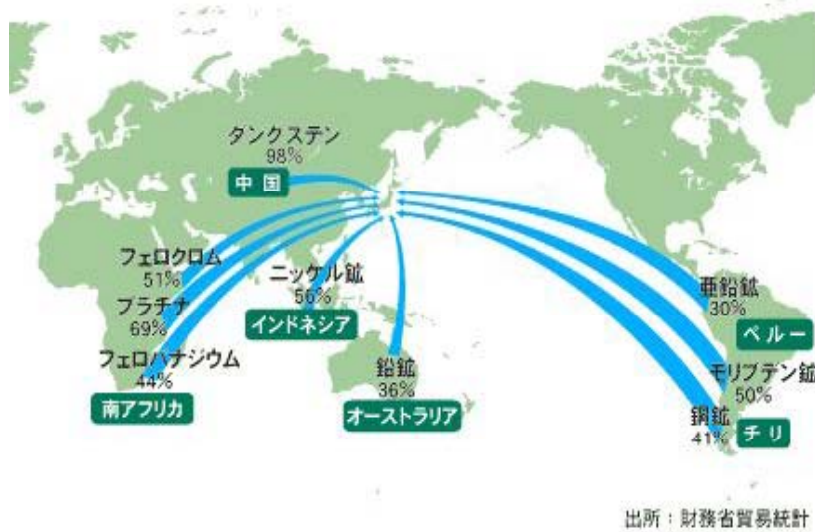 タンクステン
98%
中国
フェロクロム
51%
プラチナ
69%
フェロハナジウム
44%
南アフリカ
ニッケル鉱
56%
インドネシア
鉛鉱
36%
オーストラリア
亜鉛鉱
30%
ペルー
モリブデン鉱
50%
銅鉱
41%
チリ
出所：財務省貿易統計